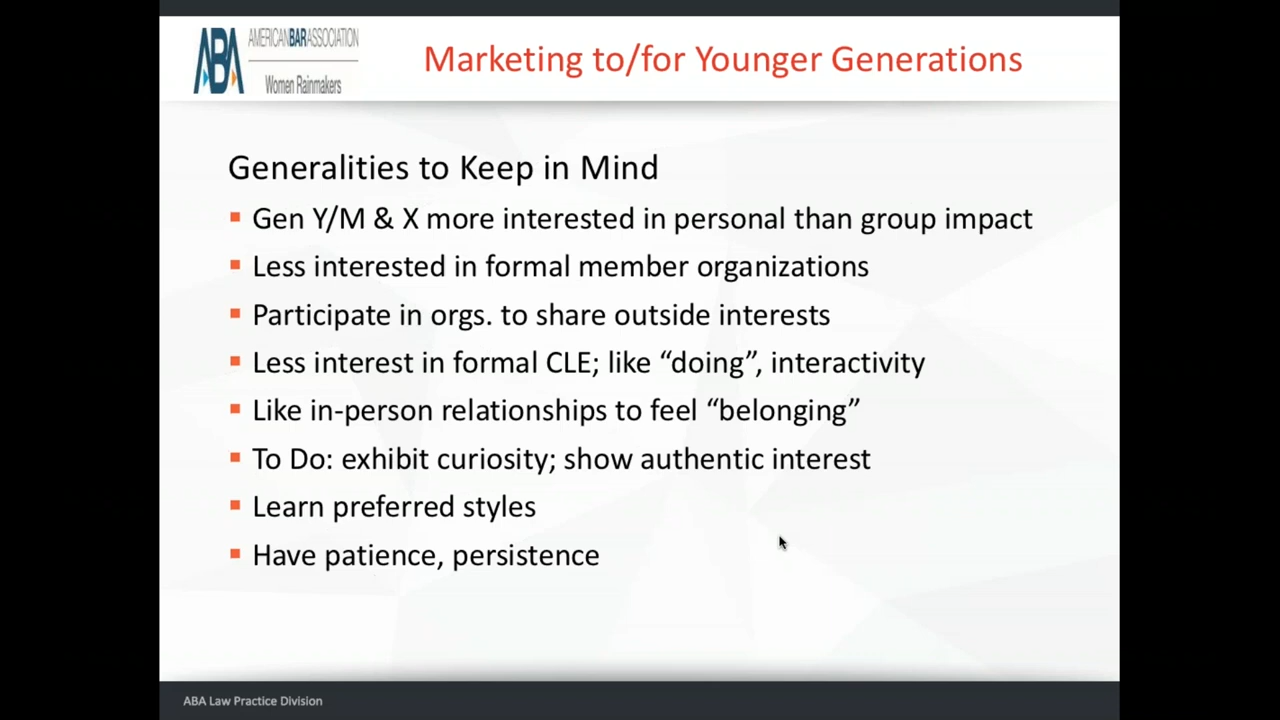 ABA
AMERICANBARASSOCIATION
Women Rainmakers
Marketing to/for Younger Generations
Generalities to Keep in Mind
Gen Y/M & X more interested in personal than group impact
Less interested in formal member organizations
Participate in orgs. to share outside interests
Less interest in formal CLE; like “doing”, interactivity
Like in-person relationships to feel “belonging”
To Do: exhibit curiosity; show authentic interest
Learn preferred styles
Have patience, persistence
ABA Law Practice Division